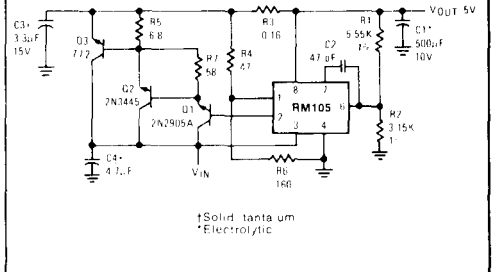 C3*
3.3µF
15V
Q3
772
R5
6.8
R7
58
Q2
2N3445
Q1
2N2905A
C4*
4.7µF
VIN
R3
0.16
R4
47
C2
47 pF
R1
5.55K
1%
VOUT 5V
C1*
500µF
10V
8
7
1
2
RM105
6
3
4
R2
3.15K
R6
160
†Solid tantalum
*Electrolytic